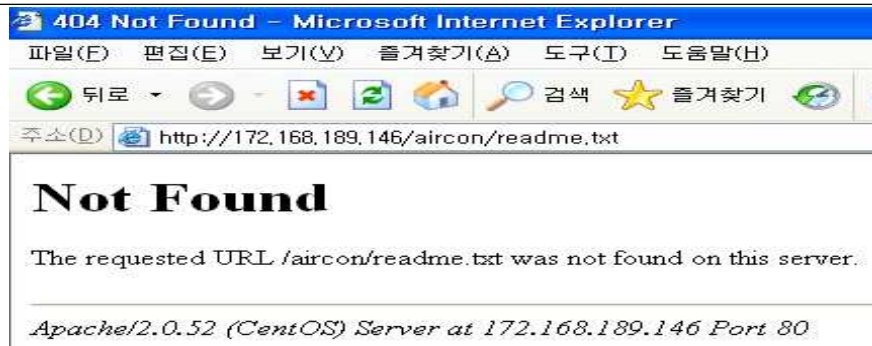 404 Not Found - Microsoft Internet Explorer
파일(F) 편집(E) 보기(V) 즐겨찾기(A) 도구(T) 도움말(H)
뒤로 검색 즐겨찾기
주소(D) http://172.168.189.146/aircon/readme.txt
Not Found
The requested URL /aircon/readme.txt was not found on this server.
Apache/2.0.52 (CentOS) Server at 172.168.189.146 Port 80